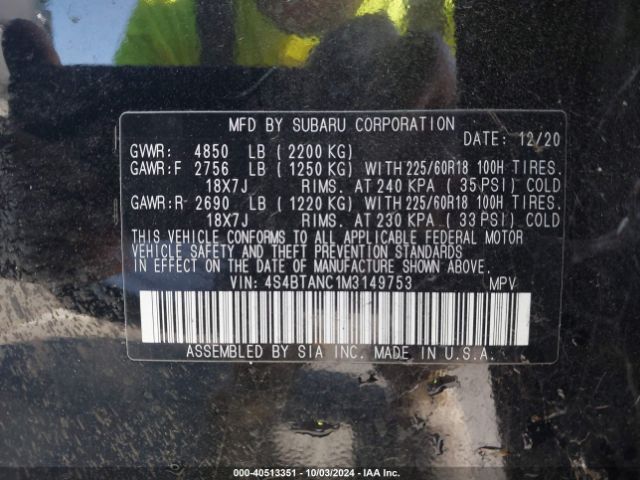 MFD BY SUBARU CORPORATION
DATE: 12/20
GVWR: 4850 LB (2200 KG)
GAWR:F 2756 LB (1250 KG) WITH 225/60R18 100H TIRES.
18X7J RIMS. AT 240 KPA (35 PSI) COLD
GAWR:R 2690 LB (1220 KG) WITH 225/60R18 100H TIRES.
18X7J RIMS. AT 230 KPA (33 PSI) COLD
THIS VEHICLE CONFORMS TO ALL APPLICABLE FEDERAL MOTOR
VEHICLE SAFETY AND THEFT PREVENTION STANDARDS
IN EFFECT ON THE DATE OF MANUFACTURE SHOWN ABOVE.
VIN: 4S4BTANC1M3149753 MPV
ASSEMBLED BY SIA INC. MADE IN U.S.A.
000-40513351 - 10/03/2024 - IAA Inc.